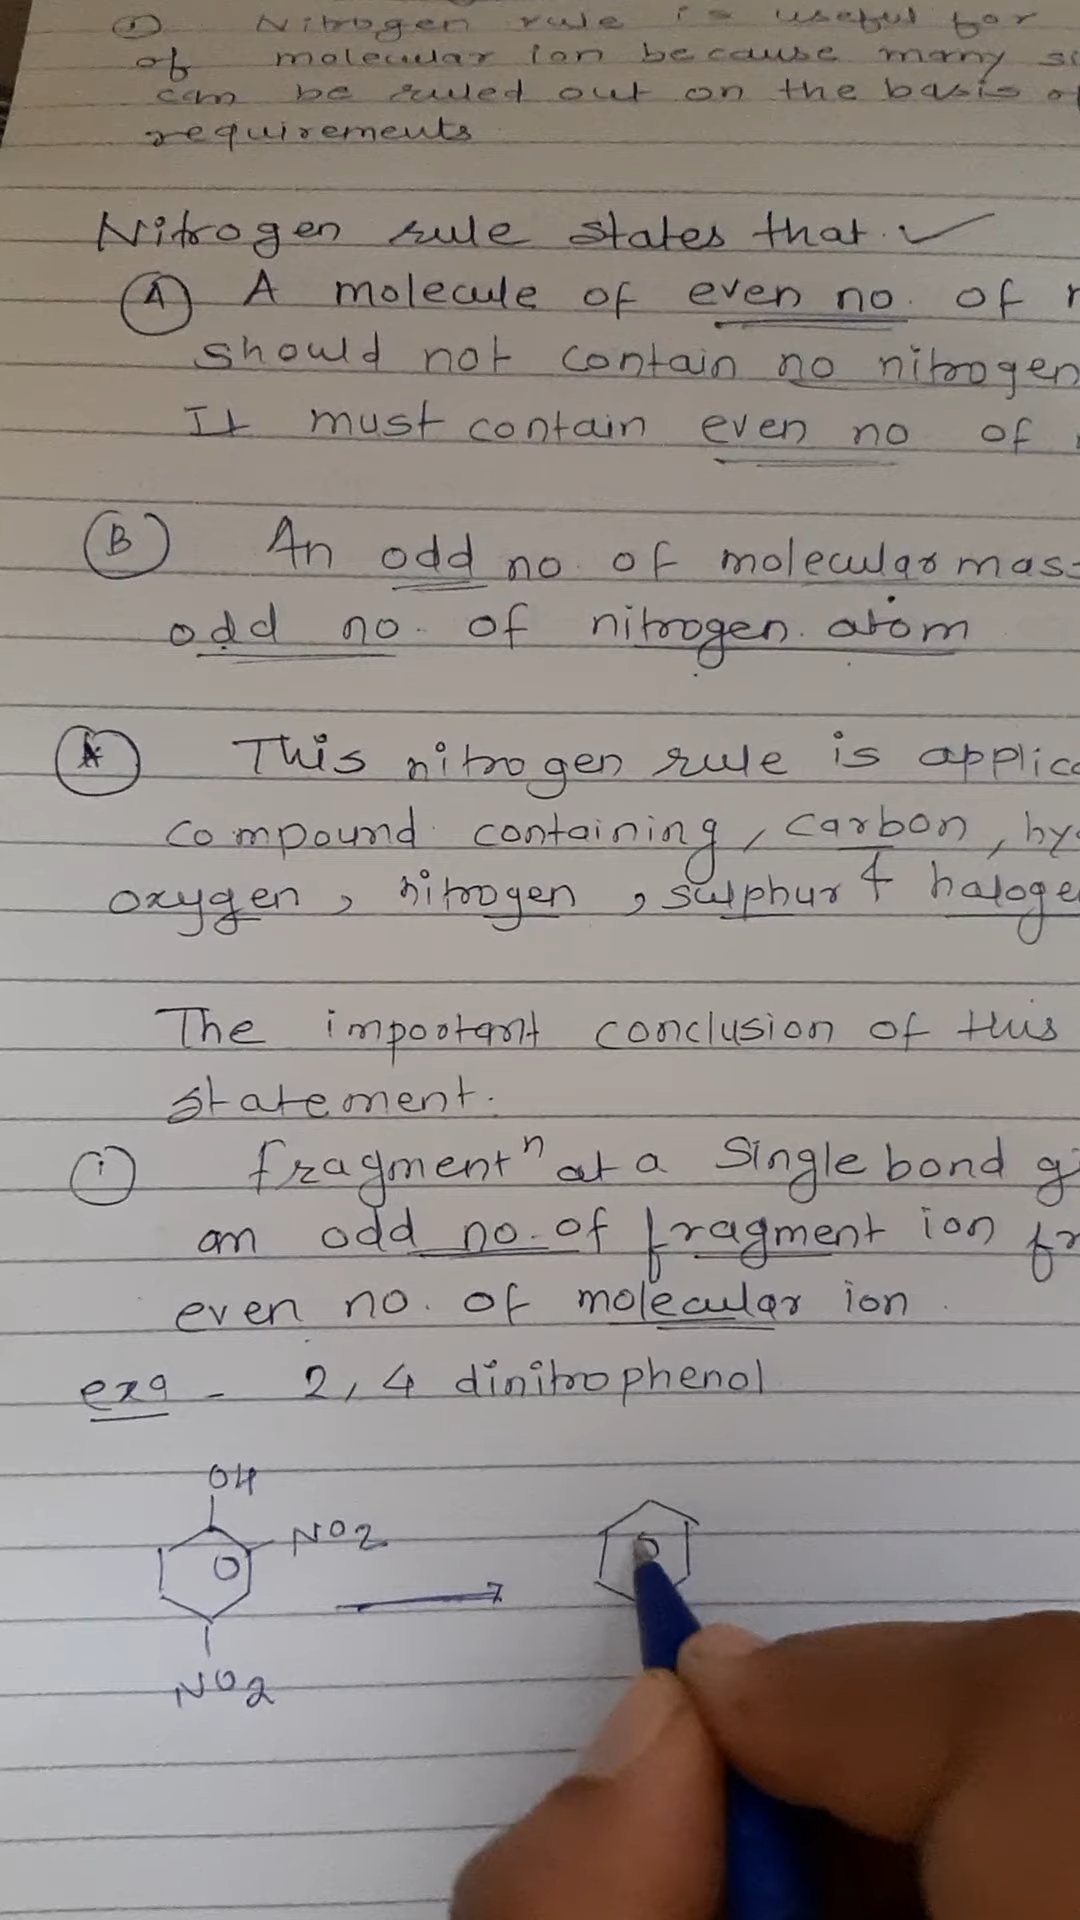 Nitrogen rule is useful for
of molecular ion because many
can be ruled out on the basis of
requirements
Nitrogen rule states that.
A A molecule of even no. of
should not contain no nitrogen
It must contain even no of
B An odd no. of molecular mass
odd no. of nitrogen atom
This nitrogen rule is applica
compound containing, carbon, hy
oxygen, nitrogen, sulphur & haloge
The important conclusion of this
statement.
i fragmentⁿ at a single bond gi
an odd no. of fragment ion fr
even no. of molecular ion.
exa - 2,4 dinitrophenol
OH
NO2
NO2